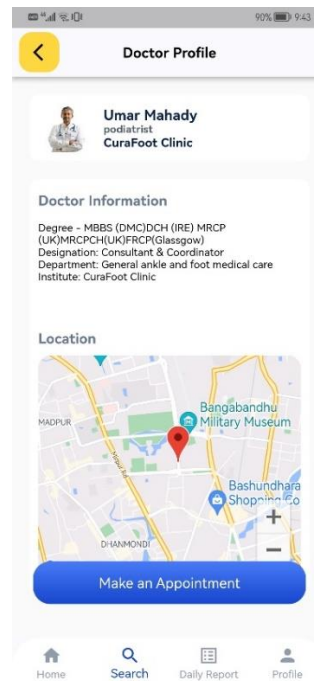 90% 9:43
Doctor Profile
Umar Mahady
podiatrist
CuraFoot Clinic
Doctor Information
Degree - MBBS (DMC)DCH (IRE) MRCP
(UK)MRCPCH(UK)FRCP(Glassgow)
Designation: Consultant &
Coordinator
Department: General ankle and foot medical care
Institute: CuraFoot Clinic
Location
Bangabandhu
Military Museum
MADPUR
Bashundhara
Shopping Co
+
DHANMONDI
−
Make an Appointment
Home
Search
Daily Report
Profile